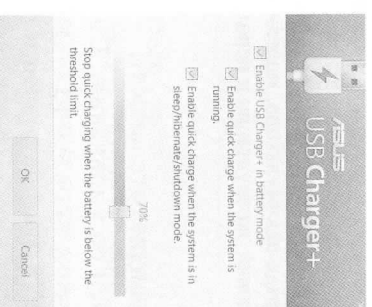 ASUS
USB Charger+
Enable USB Charger+ in battery mode
Enable quick charge when the system is
running.
Enable quick charge when the system is in
sleep/hibernate/shutdown mode.
70%
Stop quick charging when the battery is below the
threshold limit.
OK
Cancel